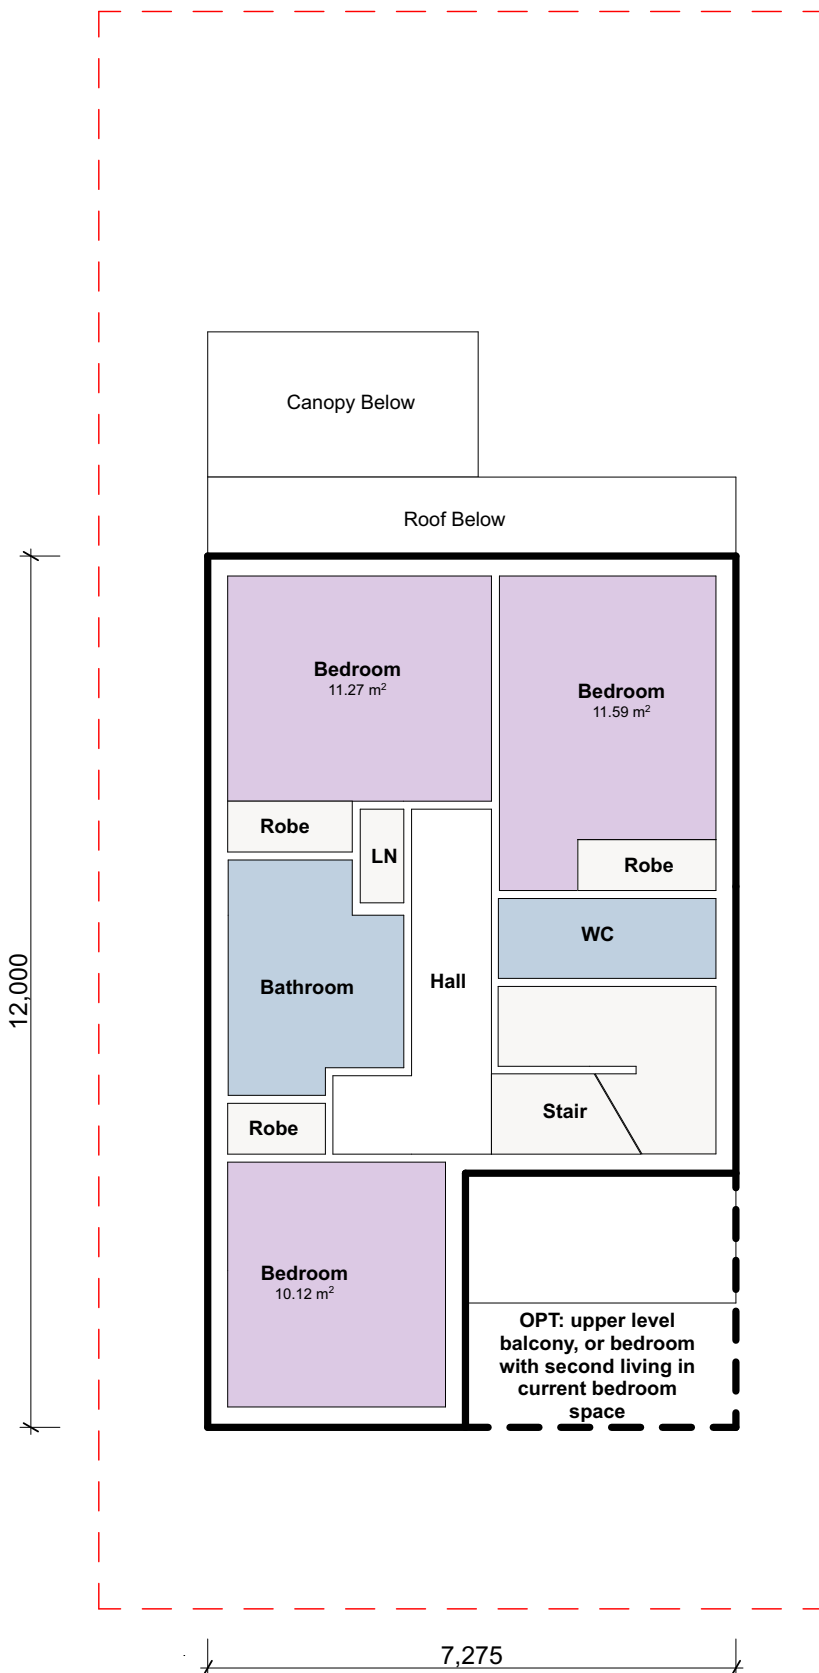 Canopy Below
Roof Below
Bedroom
11.27 m²
Bedroom
11.59 m²
Robe
LN
Robe
WC
Bathroom
Hall
12,000
Stair
Robe
Bedroom
10.12 m²
OPT: upper level
balcony, or bedroom
with second living in
current bedroom
space
7,275